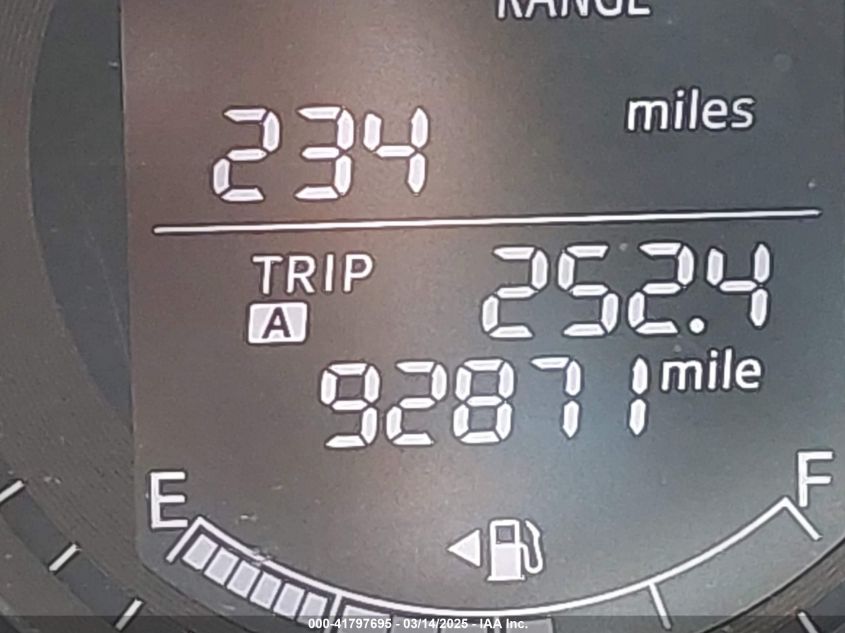 RANGE
234 miles
TRIP A 252.4
92871 mile
E F
000-41797695 - 03/14/2025 - IAA Inc.